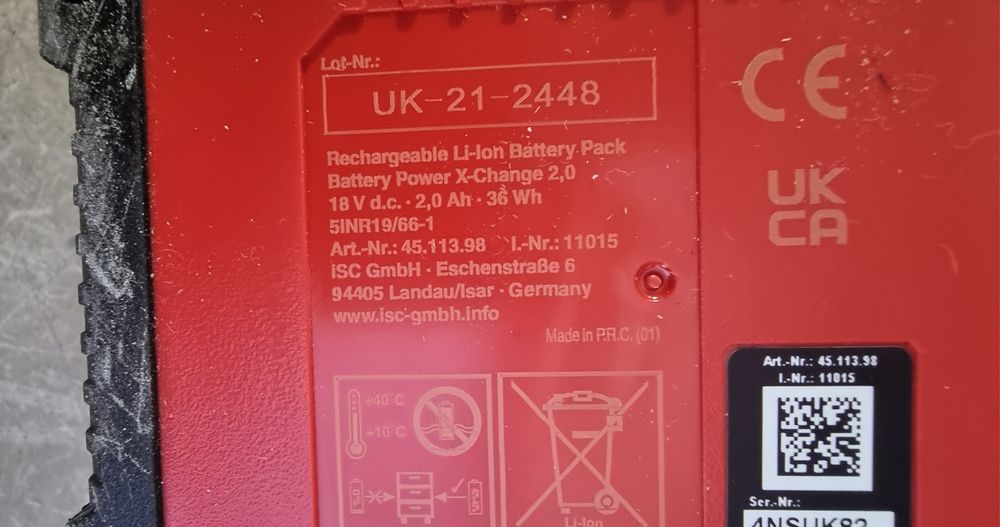 Lot-Nr.:
UK-21-2448
Rechargeable Li-Ion Battery Pack
Battery Power X-Change 2,0
18 V d.c. · 2,0 Ah · 36 Wh
5INR19/66-1
Art.-Nr.: 45.113.98 I.-Nr.: 11015
iSC GmbH · Eschenstraße 6
94405 Landau/Isar · Germany
www.isc-gmbh.info
Made in P.R.C. (01)
+40°C
+10°C
Li-Ion
CE
UK
CA
Art.-Nr.: 45.113.98
I.-Nr.: 11015
Ser.-Nr.: